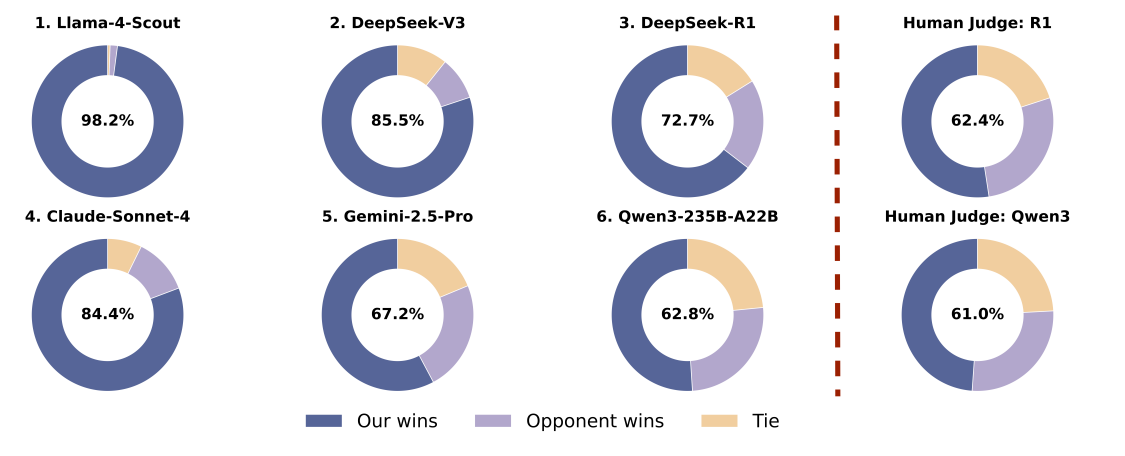 1. Llama-4-Scout
2. DeepSeek-V3
3. DeepSeek-R1
Human Judge: R1
98.2%
85.5%
72.7%
62.4%
4. Claude-Sonnet-4
5. Gemini-2.5-Pro
6. Qwen3-235B-A22B
Human Judge: Qwen3
84.4%
67.2%
62.8%
61.0%
Our wins
Opponent wins
Tie